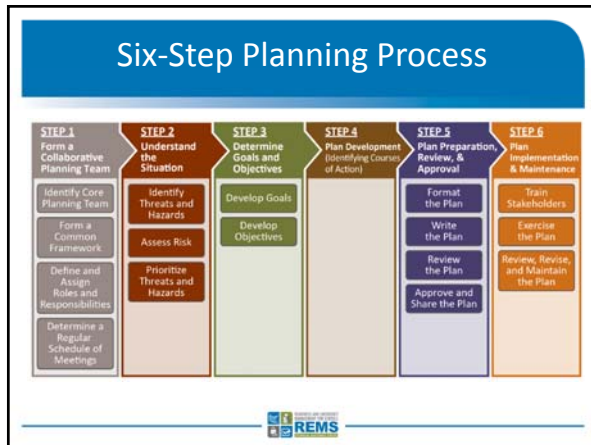 Six-Step Planning Process
STEP 1
Form a
Collaborative
Planning Team
Identify Core
Planning Team
Form a
Common
Framework
Define and
Assign
Roles and
Responsibilities
Determine a
Regular
Schedule of
Meetings
STEP 2
Understand
the
Situation
Identify
Threats and
Hazards
Assess Risk
Prioritize
Threats and
Hazards
STEP 3
Determine
Goals and
Objectives
Develop Goals
Develop
Objectives
STEP 4
Plan Development
(Identifying Courses
of Action)
STEP 5
Plan Preparation,
Review, &
Approval
Format
the Plan
Write
the Plan
Review
the Plan
Approve and
Share the Plan
STEP 6
Plan
Implementation
& Maintenance
Train
Stakeholders
Exercise
the Plan
Review, Revise,
and Maintain
the Plan
REMS